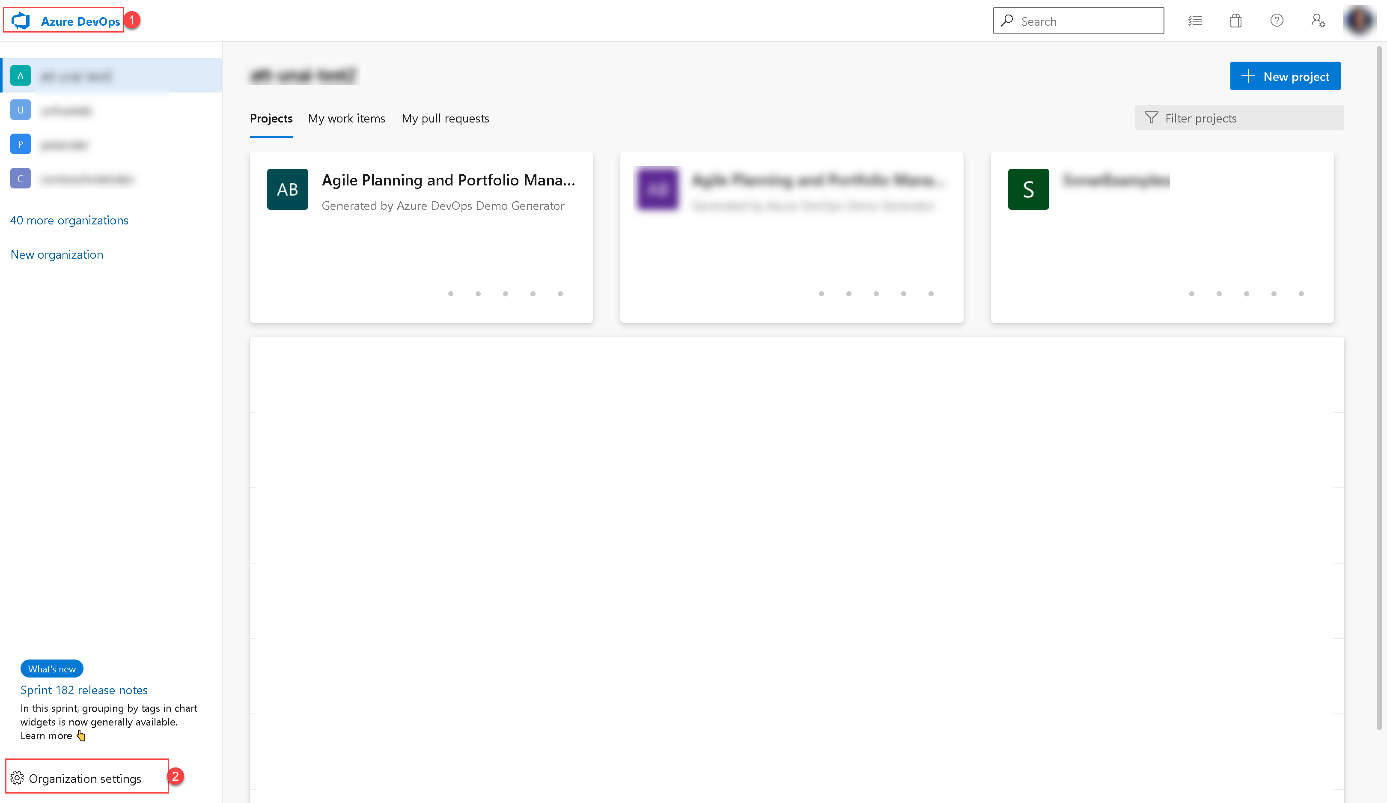 Azure DevOps
1
Search
A
U
P
C
40 more organizations
New organization
New project
Projects
My work items
My pull requests
Filter projects
AB
Agile Planning and Portfolio Mana...
Generated by Azure DevOps Demo Generator
S
What's new
Sprint 182 release notes
In this sprint, grouping by tags in chart
widgets is now generally available.
Learn more 👆
Organization settings
2